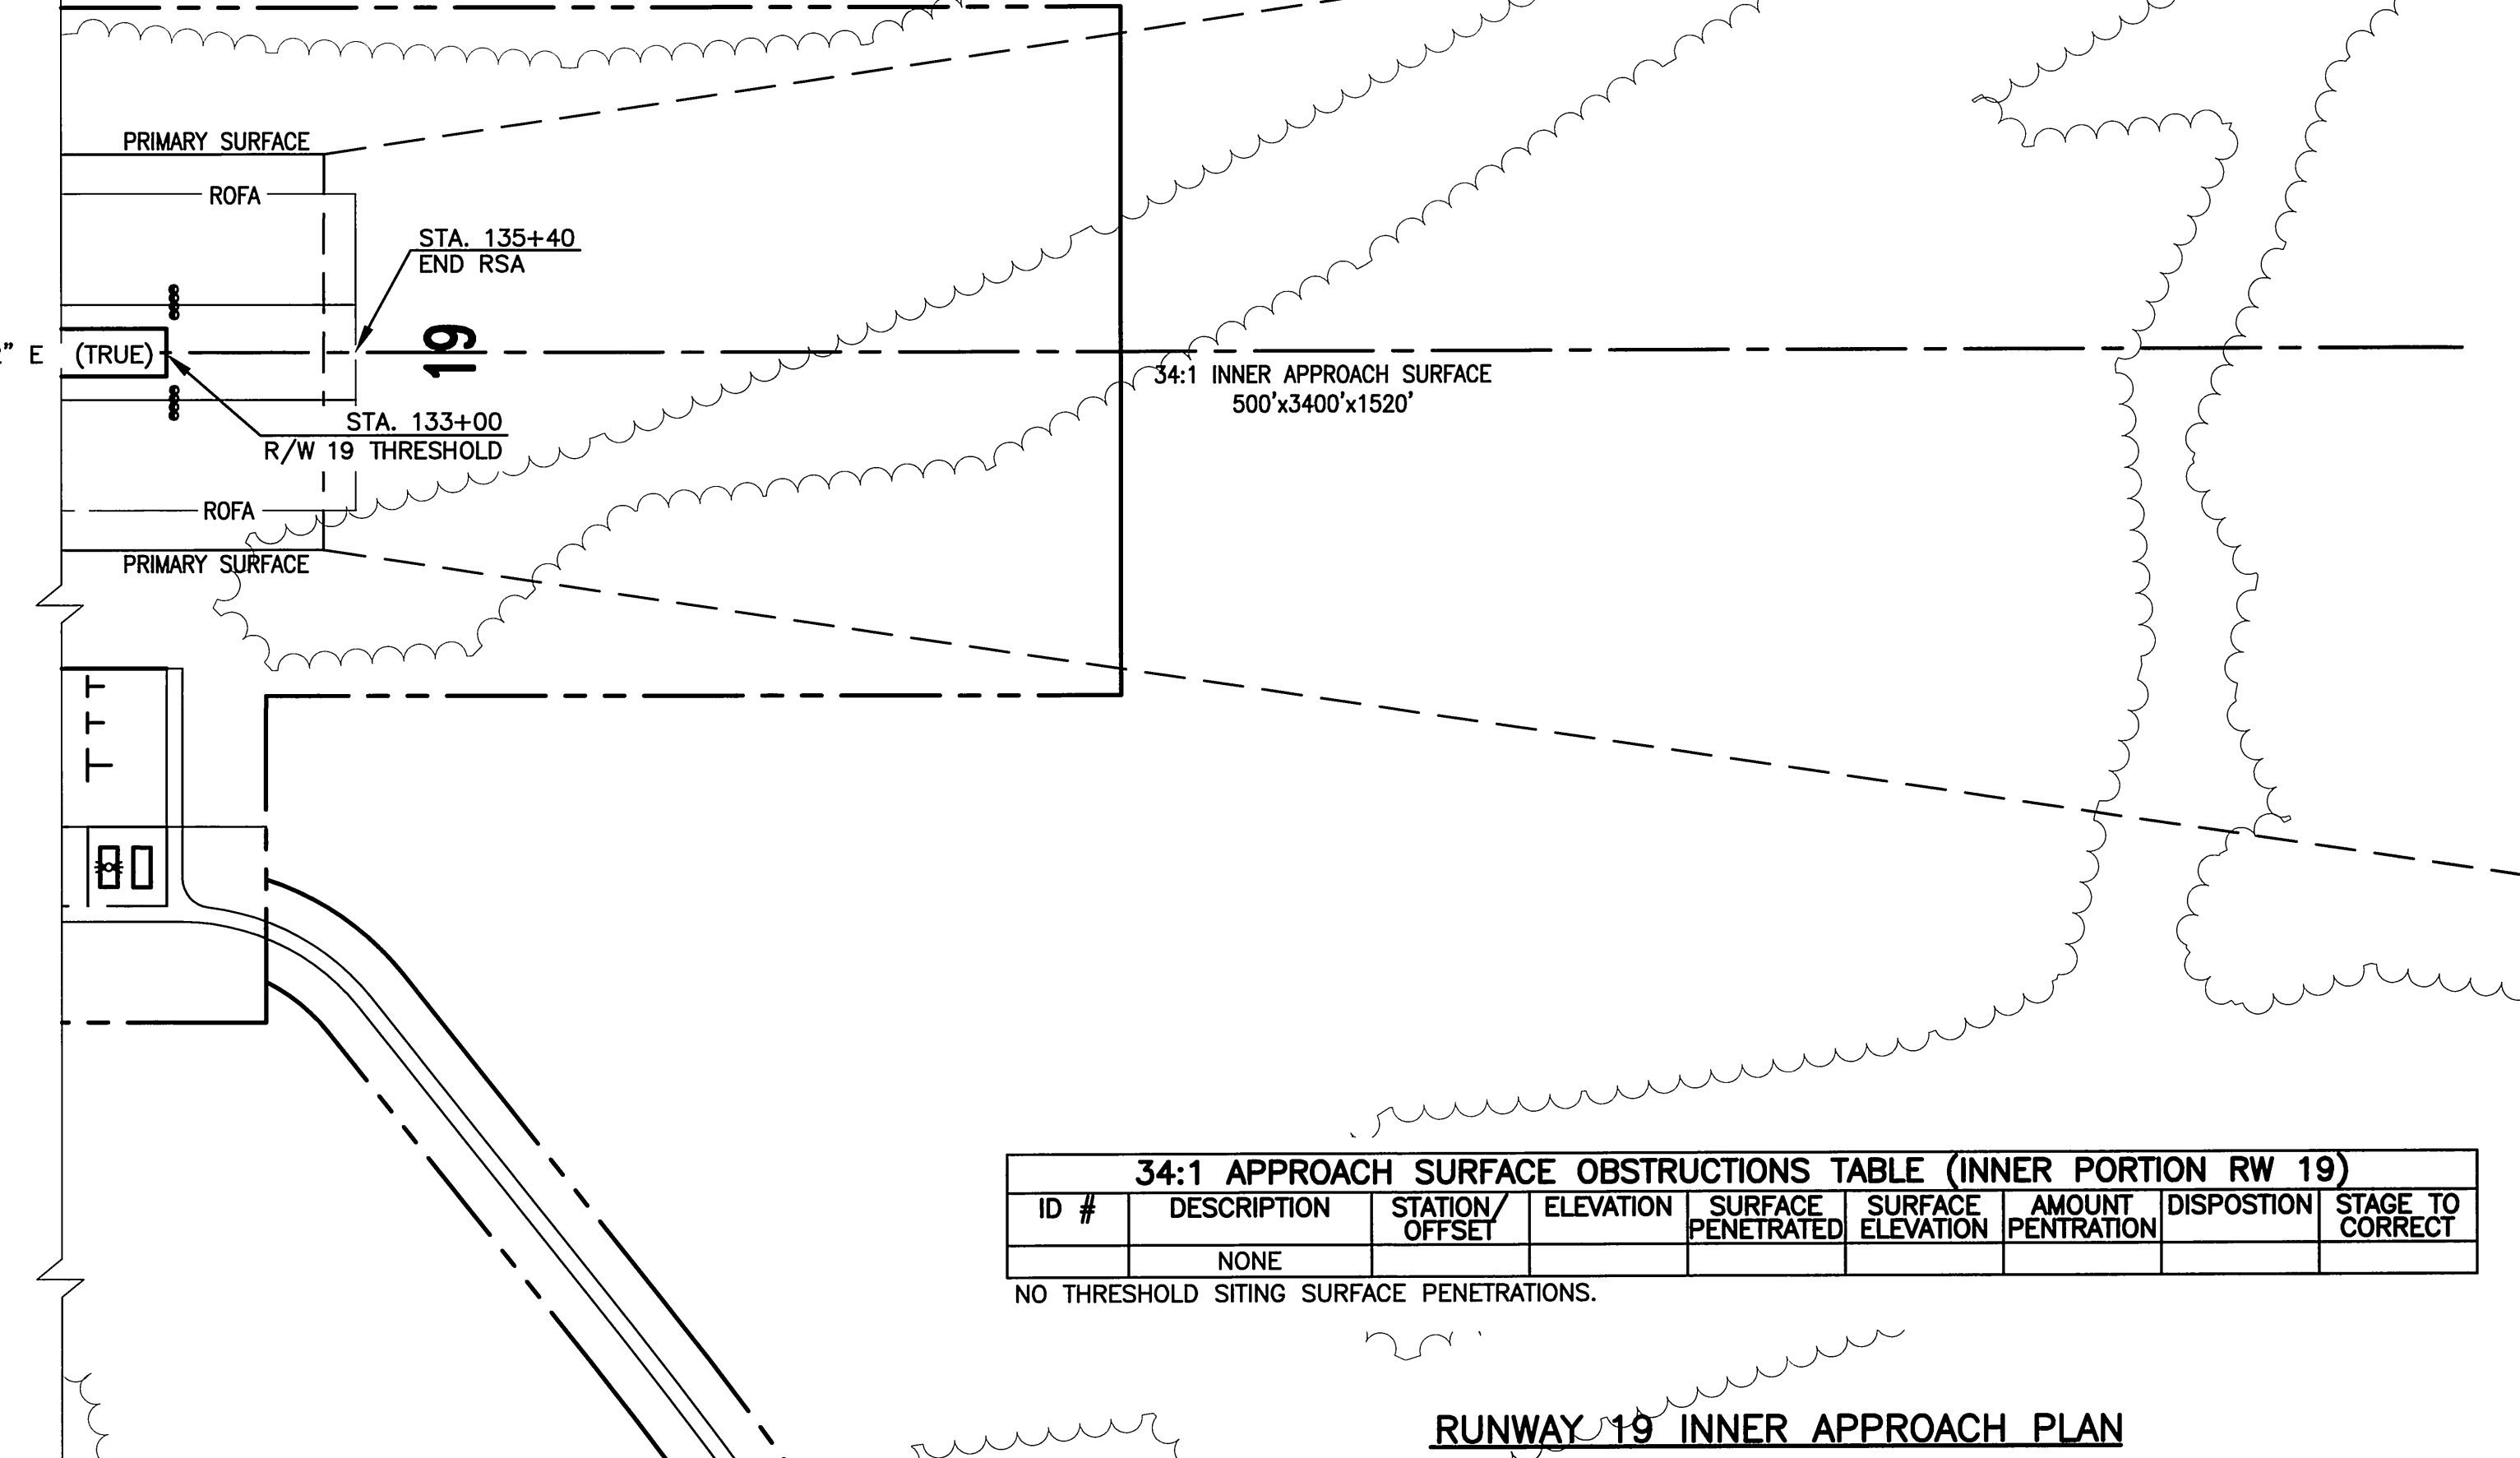 PRIMARY SURFACE
ROFA
STA. 135+40
END RSA
19
" E (TRUE)
34:1 INNER APPROACH SURFACE
500'x3400'x1520'
STA. 133+00
R/W 19 THRESHOLD
ROFA
PRIMARY SURFACE
34:1 APPROACH SURFACE OBSTRUCTIONS TABLE (INNER PORTION RW 19)
ID # DESCRIPTION STATION/ OFFSET ELEVATION SURFACE PENETRATED SURFACE ELEVATION AMOUNT PENTRATION DISPOSTION STAGE TO CORRECT
NONE
NO THRESHOLD SITING SURFACE PENETRATIONS.
RUNWAY 19 INNER APPROACH PLAN